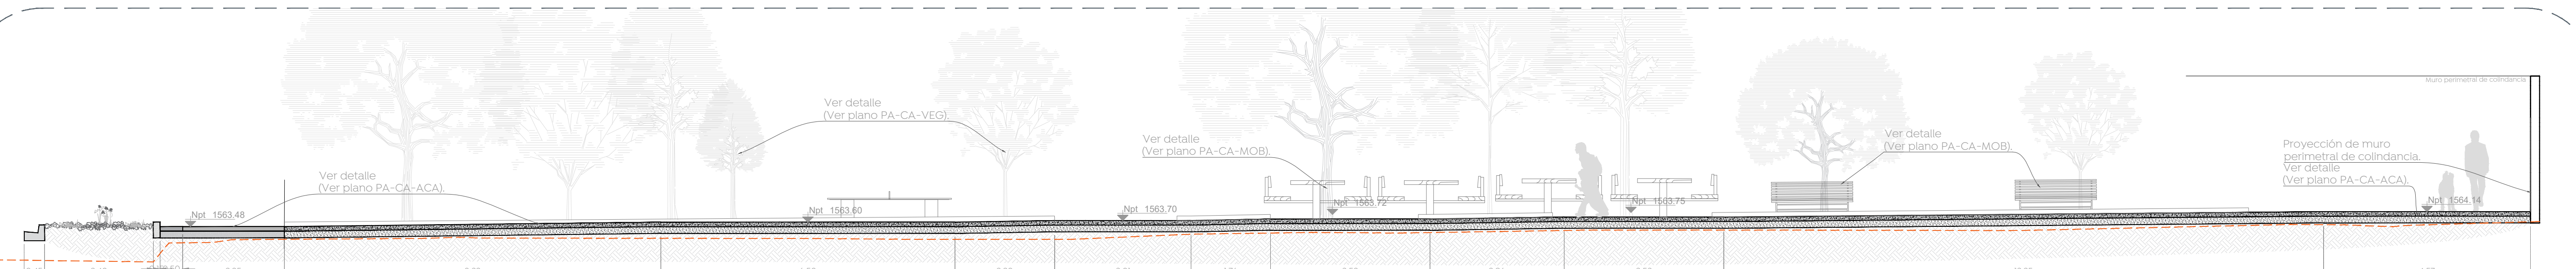 Muro perimetral de colindancia
Ver detalle
(Ver plano PA-CA-VEG).
Ver detalle
(Ver plano PA-CA-MOB).
Ver detalle
(Ver plano PA-CA-MOB).
Proyección de muro
perimetral de colindancia.
Ver detalle
(Ver plano PA-CA-ACA).
Ver detalle
(Ver plano PA-CA-ACA).
Npt 1563.48
Npt 1563.60
Npt 1563.70
Npt 1563.72
Npt 1563.75
Npt 1564.14